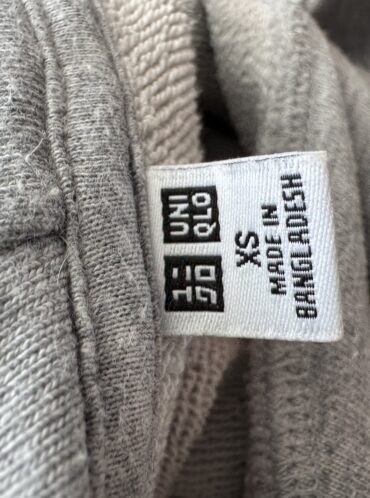 ユニ
クロ
UNI
QLO
XS
MADE IN
BANGLADESH